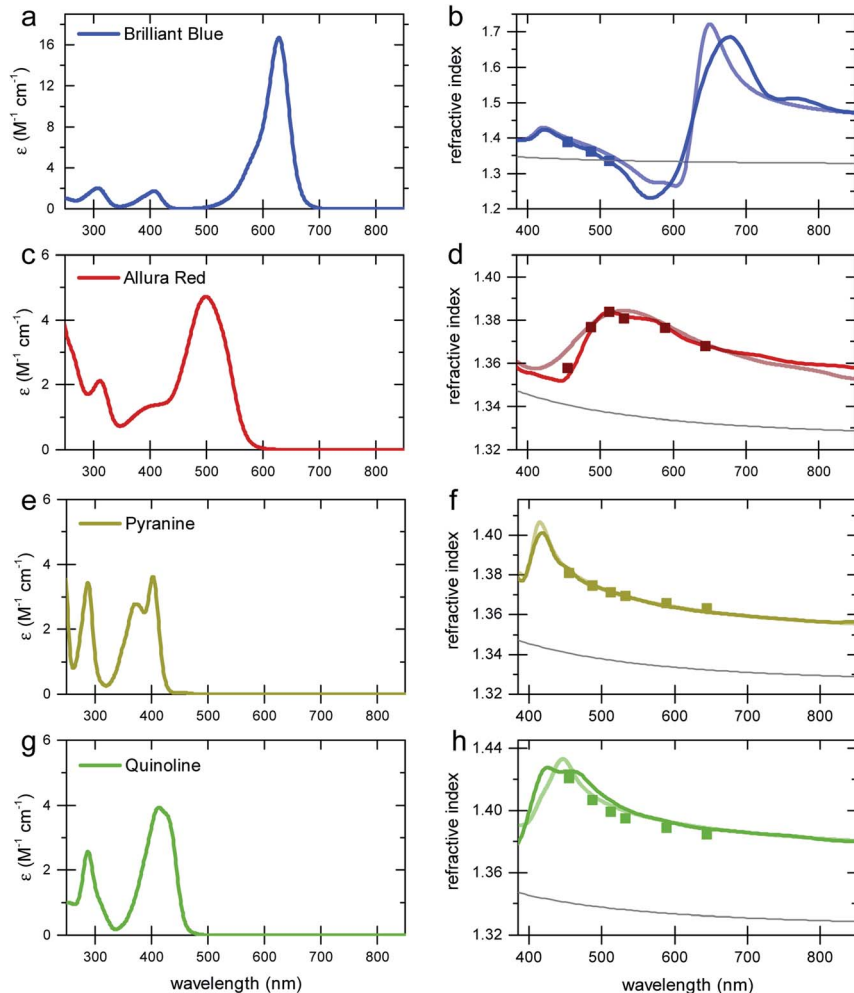 a
Brilliant Blue
16
12
8
4
0
ε (M⁻¹ cm⁻¹)
300 400 500 600 700 800
b
1.7
1.6
1.5
1.4
1.3
1.2
refractive index
400 500 600 700 800
c
Allura Red
6
4
2
0
ε (M⁻¹ cm⁻¹)
300 400 500 600 700 800
d
1.40
1.38
1.36
1.34
1.32
refractive index
400 500 600 700 800
e
Pyranine
6
4
2
0
ε (M⁻¹ cm⁻¹)
300 400 500 600 700 800
f
1.40
1.38
1.36
1.34
1.32
refractive index
400 500 600 700 800
g
Quinoline
6
4
2
0
ε (M⁻¹ cm⁻¹)
300 400 500 600 700 800
wavelength (nm)
h
1.44
1.40
1.36
1.32
refractive index
400 500 600 700 800
wavelength (nm)